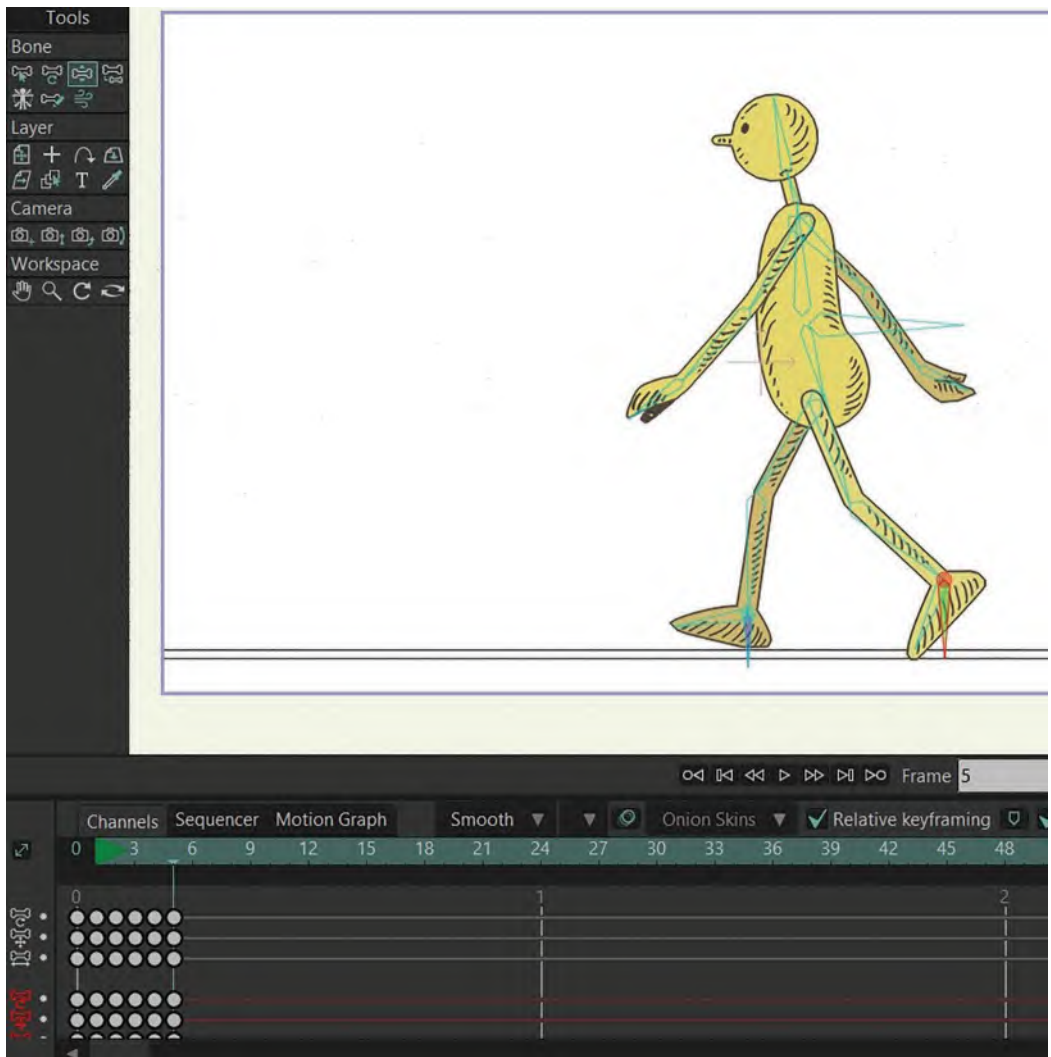 Tools
Bone
Layer
T
Camera
Workspace
Frame 5
Channels Sequencer Motion Graph Smooth Onion Skins Relative keyframing
0 3 6 9 12 15 18 21 24 27 30 33 36 39 42 45 48
0 1 2